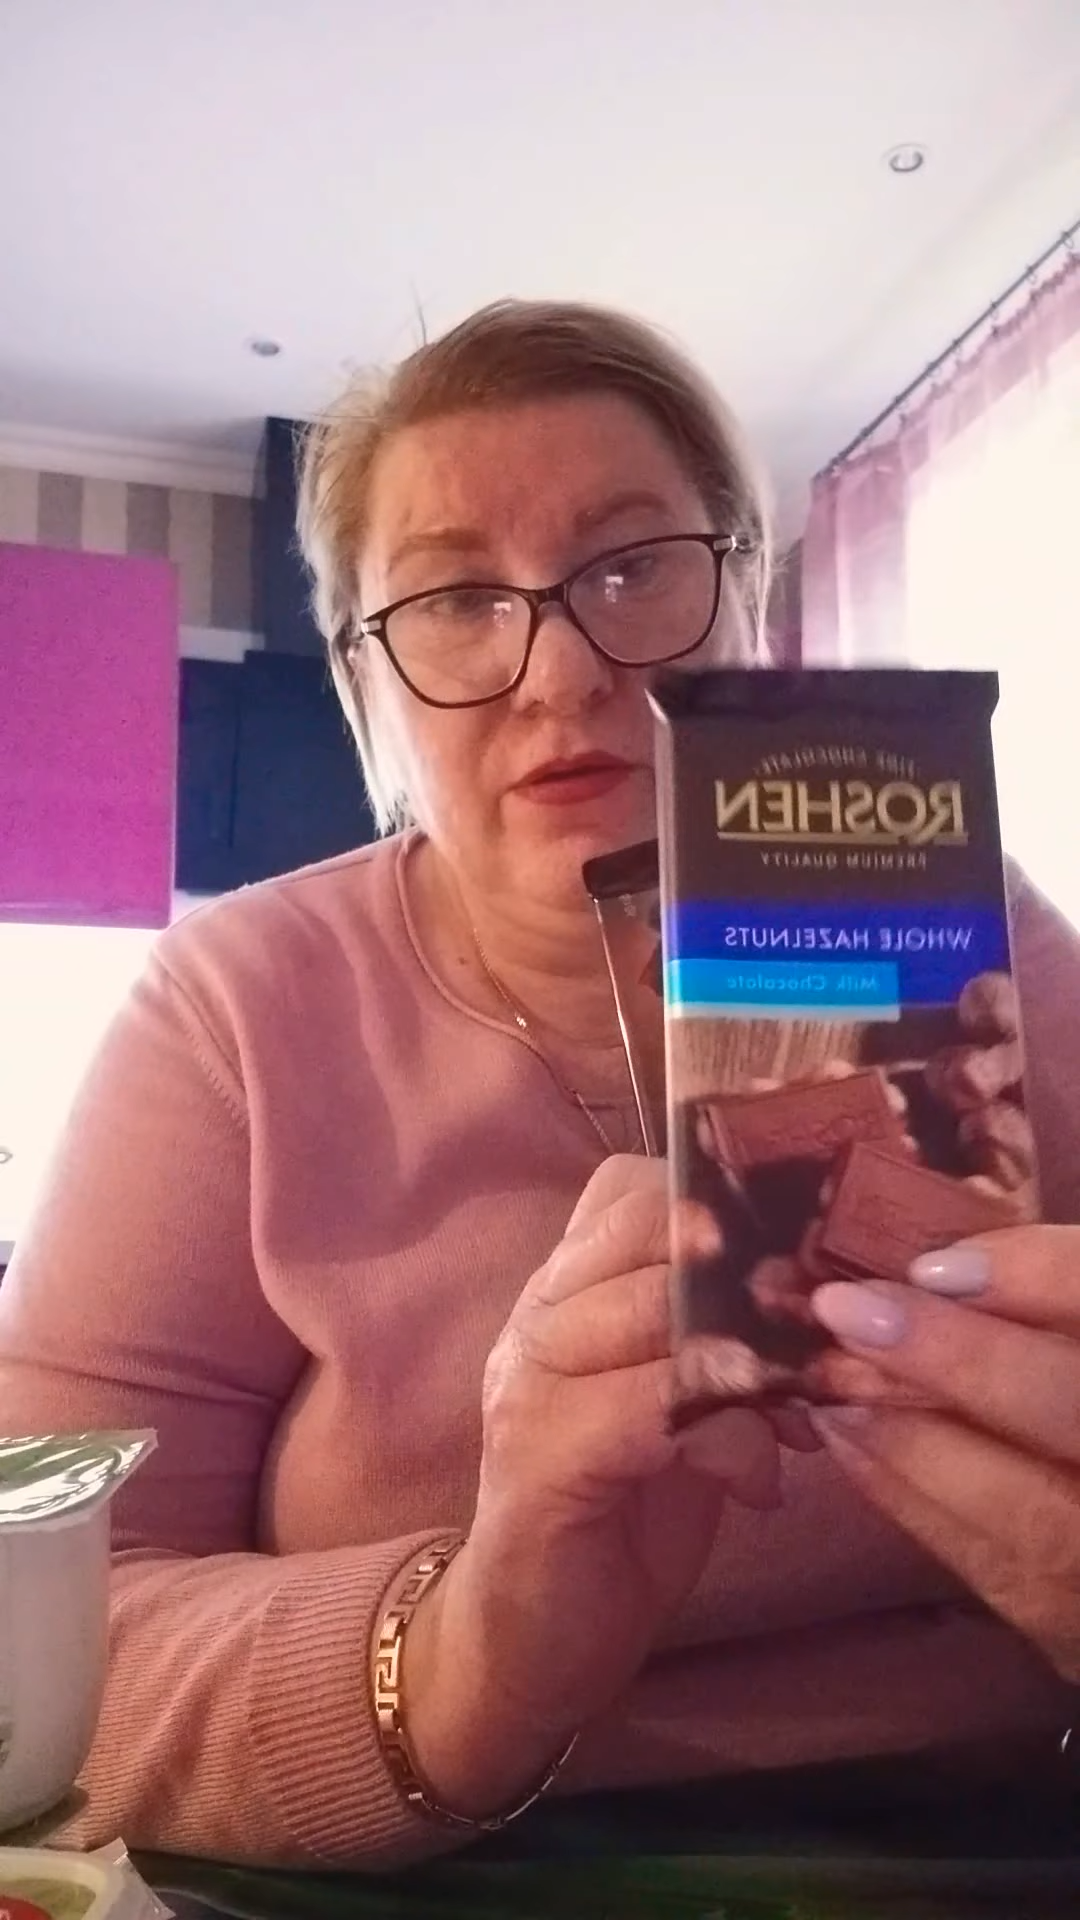 FINE CHOCOLATE
ROSHEN
PREMIUM QUALITY
WHOLE HAZELNUTS
Milk Chocolate